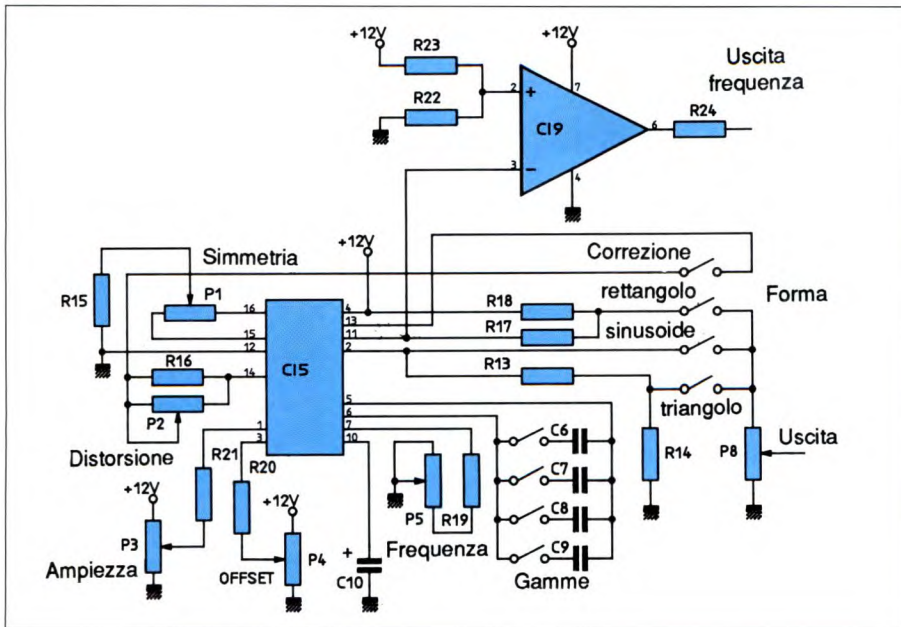 +12V
R23
+12V
Uscita
frequenza
R22
2
+
7
CI9
6
R24
3
−
4
Simmetria
+12V
Correzione
R15
P1
16
4
R18
rettangolo
Forma
13
15
11
R17
sinusoide
12
2
R16
14
CI5
R13
P2
5
triangolo
6
C6
Distorsione
1
7
Uscita
R21
3
10
R20
C7
R14
P8
+12V
+12V
P5
R19
C8
P3
P4
Frequenza
C9
Ampiezza
OFFSET
+
C10
Gamme